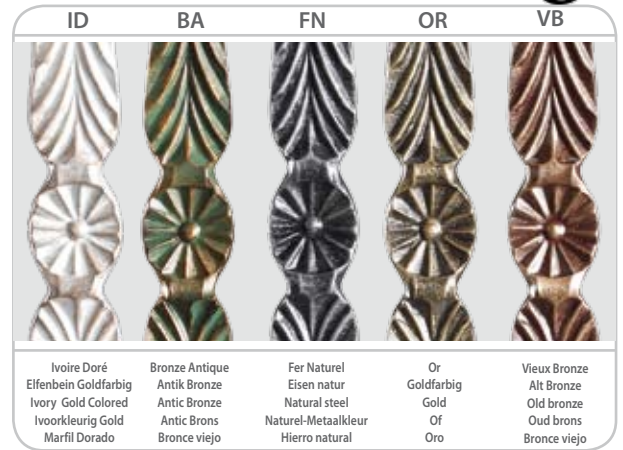 ID BA FN OR VB
Ivoire Doré
Elfenbein Goldfarbig
Ivory Gold Colored
Ivoorkleurig Gold
Marfil Dorado
Bronze Antique
Antik Bronze
Antic Bronze
Antic Brons
Bronce viejo
Fer Naturel
Eisen natur
Natural steel
Naturel-Metaalkleur
Hierro natural
Or
Goldfarbig
Gold
Of
Oro
Vieux Bronze
Alt Bronze
Old bronze
Oud brons
Bronce viejo